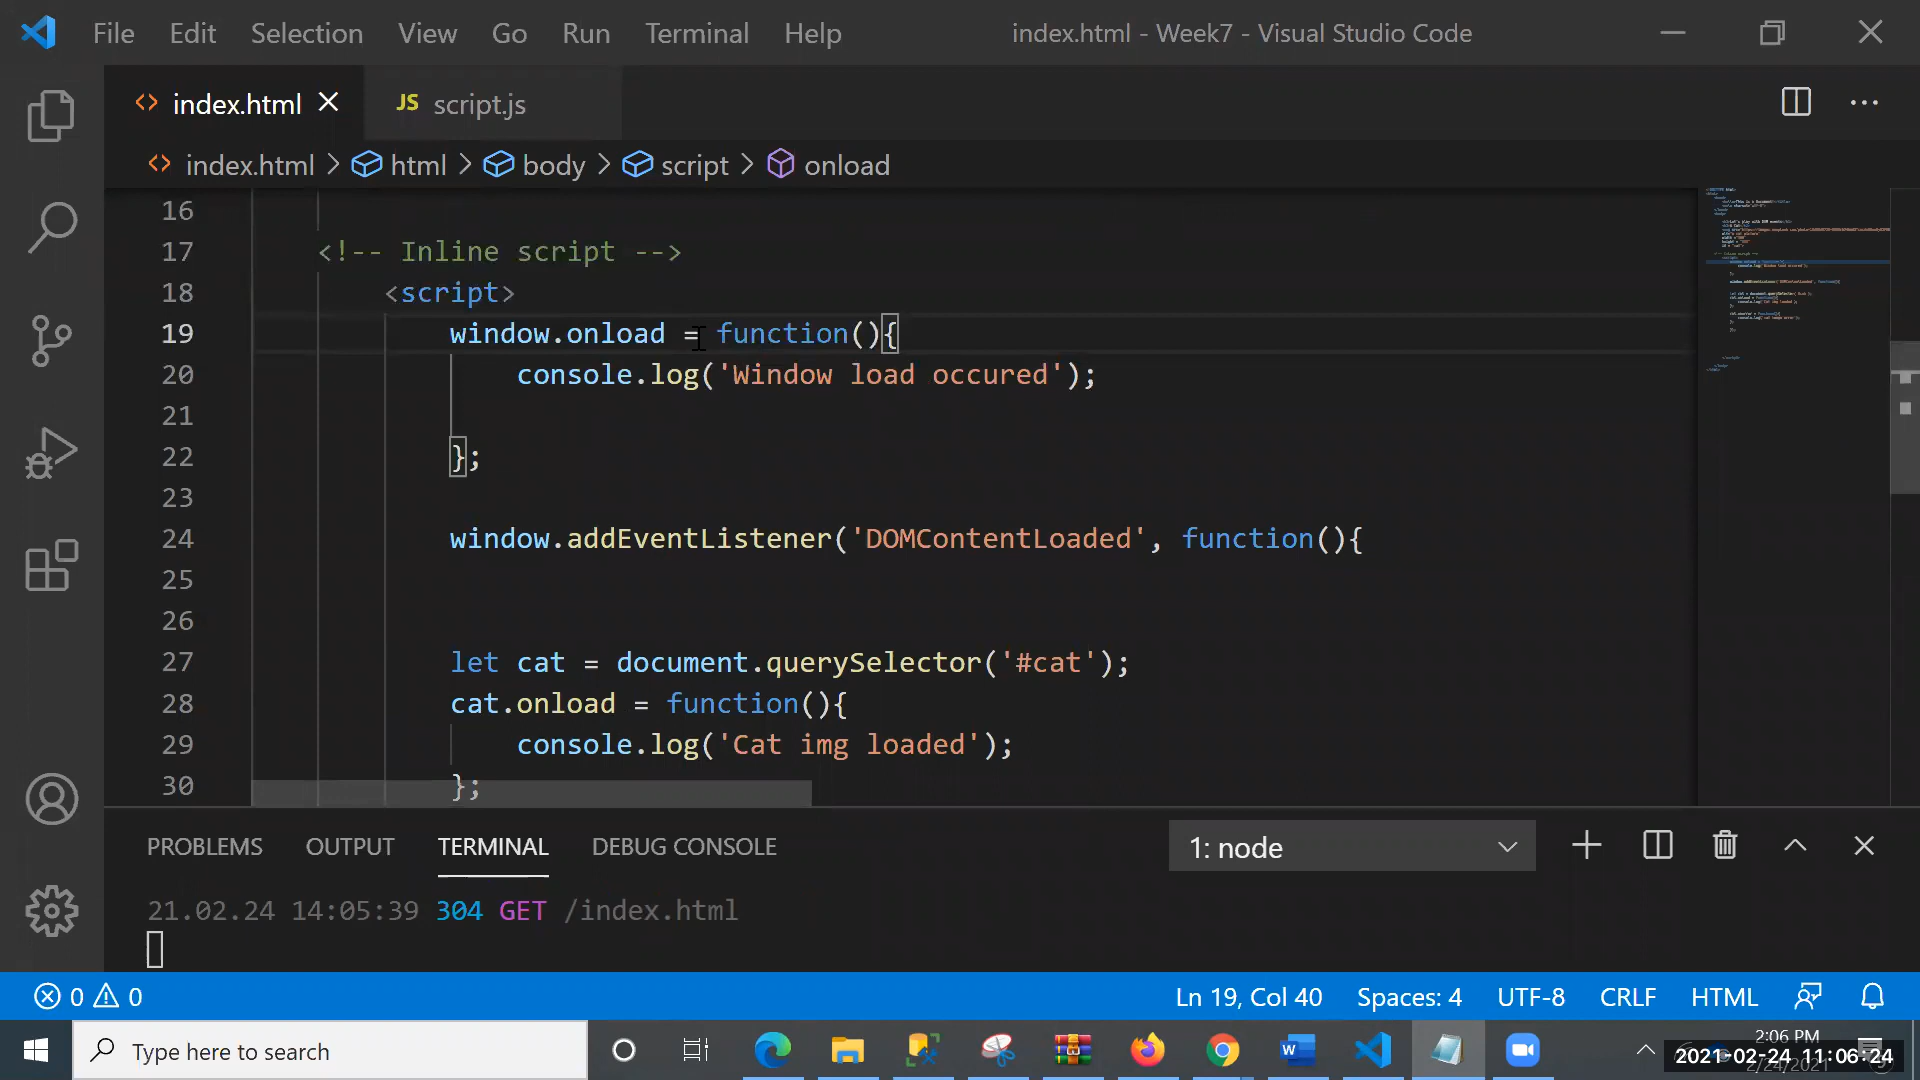 File Edit Selection View Go Run Terminal Help index.html - Week7 - Visual Studio Code
index.html JS script.js
index.html > html > body > script > onload
16
17 <!-- Inline script -->
18 <script>
19 window.onload = function(){
20 console.log('Window load occured');
21
22 };
23
24 window.addEventListener('DOMContentLoaded', function(){
25
26
27 let cat = document.querySelector('#cat');
28 cat.onload = function(){
29 console.log('Cat img loaded');
30 };
PROBLEMS OUTPUT TERMINAL DEBUG CONSOLE 1: node
21.02.24 14:05:39 304 GET /index.html
0 0 Ln 19, Col 40 Spaces: 4 UTF-8 CRLF HTML
Type here to search
2:06 PM
2021-02-24 11:06:24
2/24/2021